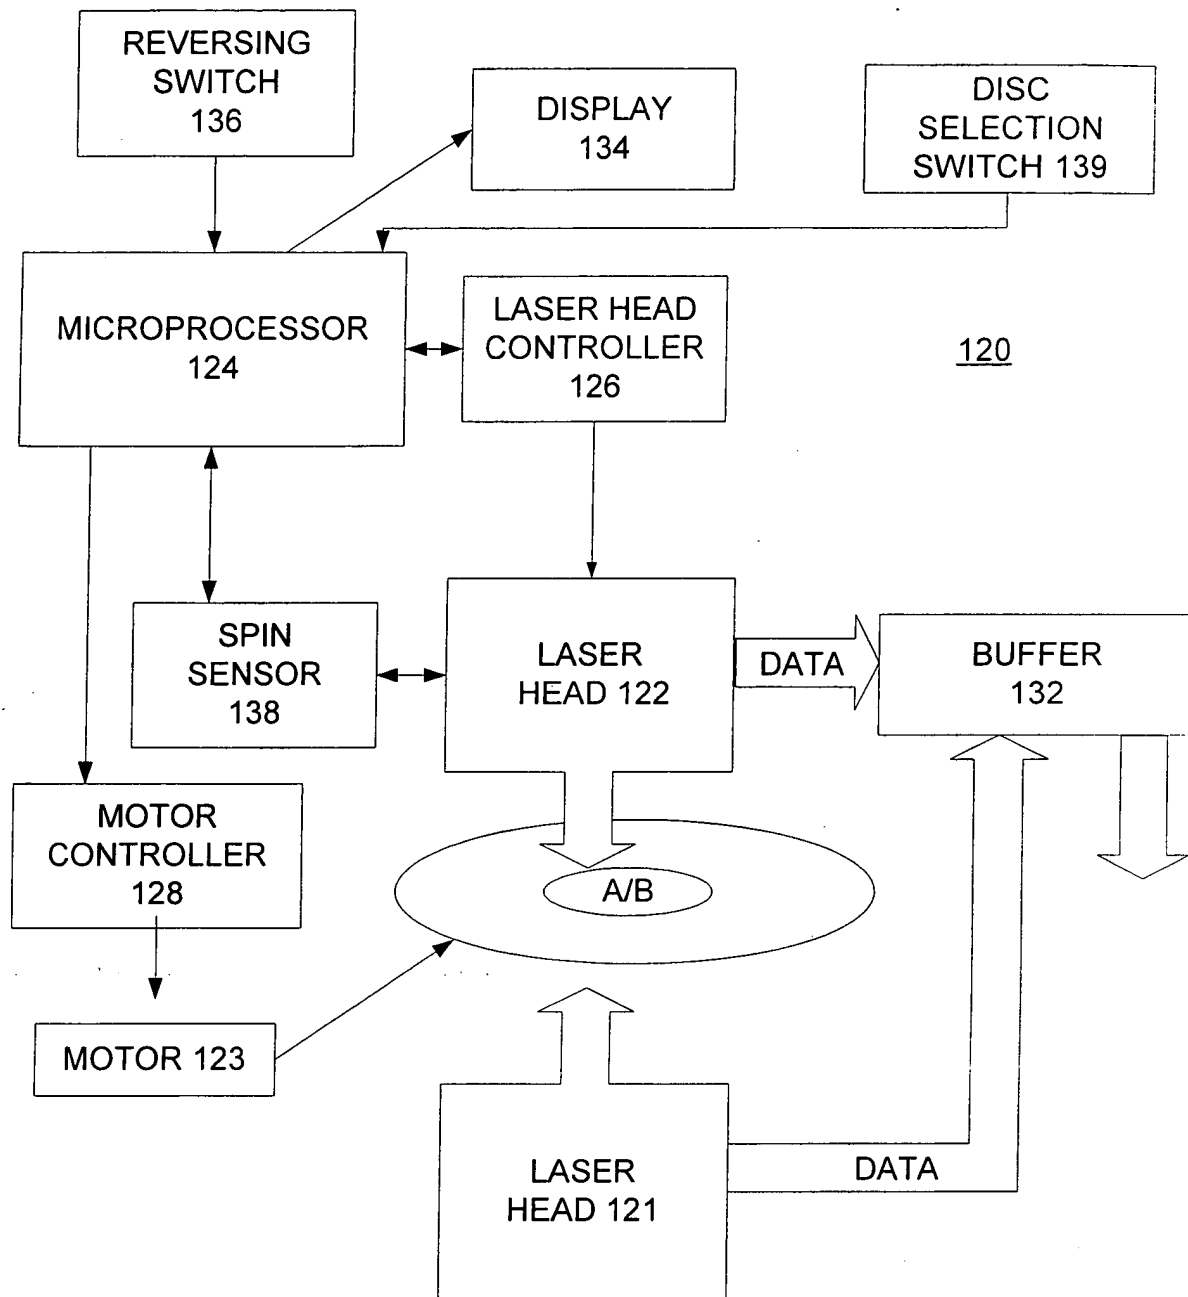 REVERSING
SWITCH
136
DISPLAY
134
DISC
SELECTION
SWITCH 139
MICROPROCESSOR
124
LASER HEAD
CONTROLLER
126
120
SPIN
SENSOR
138
LASER
HEAD 122
DATA
BUFFER
132
MOTOR
CONTROLLER
128
A/B
MOTOR 123
LASER
HEAD 121
DATA